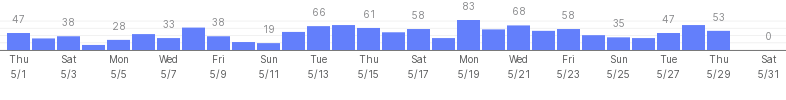 47 38 28 33 38 19 66 61 58 83 68 58 35 47 53 0
Thu Sat Mon Wed Fri Sun Tue Thu Sat Mon Wed Fri Sun Tue Thu Sat
5/1 5/3 5/5 5/7 5/9 5/11 5/13 5/15 5/17 5/19 5/21 5/23 5/25 5/27 5/29 5/31